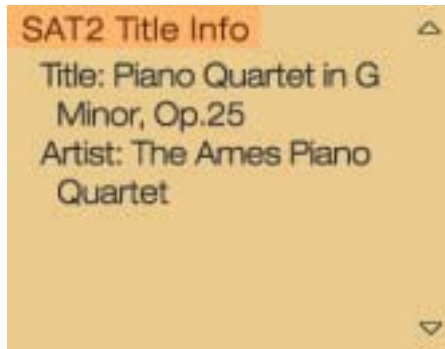 SAT2 Title Info
Title: Piano Quartet in G
Minor, Op.25
Artist: The Ames Piano
Quartet